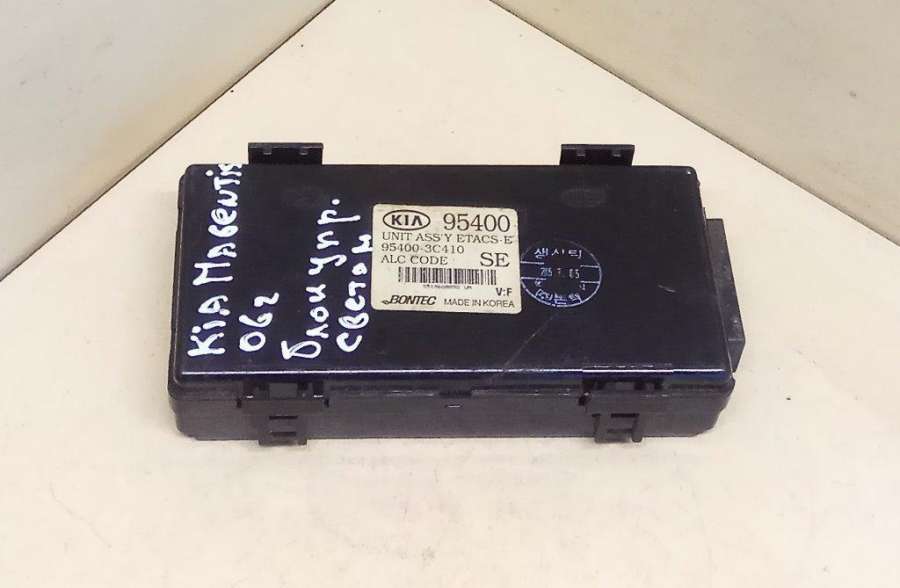 KiA MAGENTiS
06г
Блок упр.
светом
KIA 95400
UNIT ASS'Y ETACS-E
95400-3C410
ALC CODE SE
V:F
BONTEC MADE IN KOREA